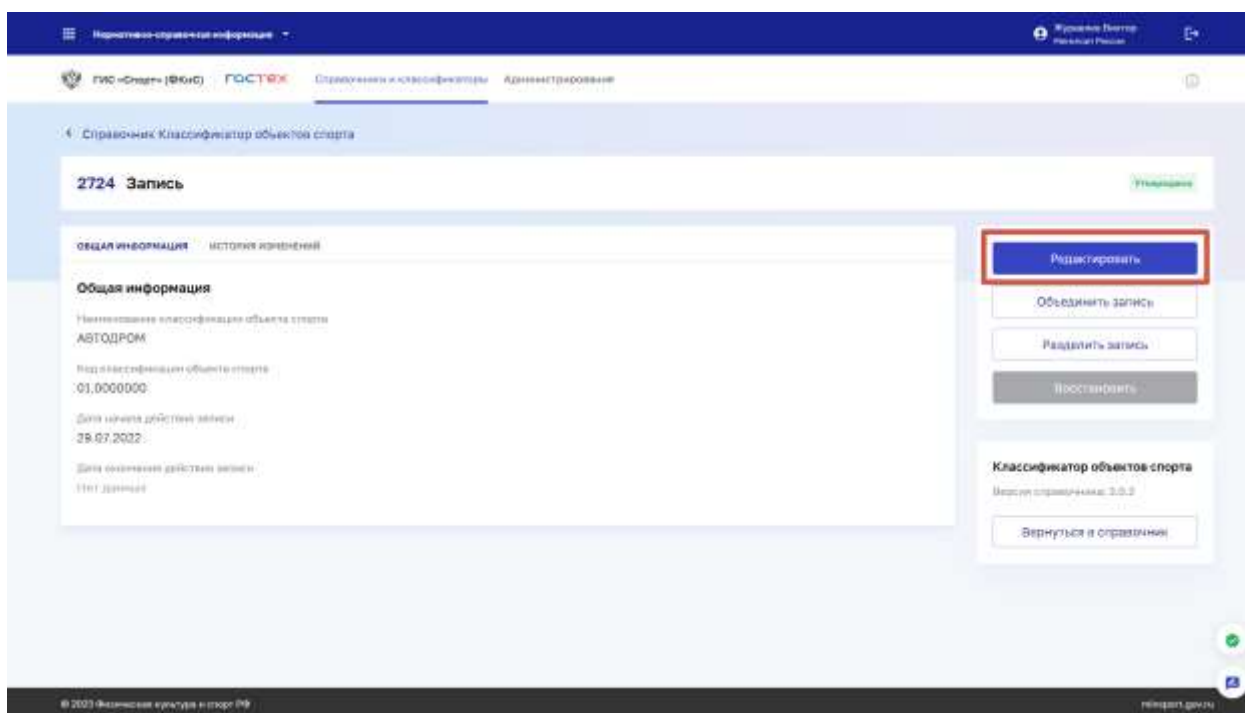 Нормативно-справочная информация
Журавлев Виктор
Минспорт России
ГИС «Спорт» (ФКиС)
ГОСТЕХ
Справочники и классификаторы
Администрирование
Справочник Классификатор объектов спорта
2724 Запись
Утверждена
ОБЩАЯ ИНФОРМАЦИЯ
ИСТОРИЯ ИЗМЕНЕНИЙ
Общая информация
Наименование классификации объекта спорта
АВТОДРОМ
Код классификации объекта спорта
01.0000000
Дата начала действия записи
29.07.2022
Дата окончания действия записи
Нет данных
Редактировать
Объединить запись
Разделить запись
Восстановить
Классификатор объектов спорта
Версия справочника: 3.0.2
Вернуться в справочник
© 2023 Физическая культура и спорт РФ
minsport.gov.ru